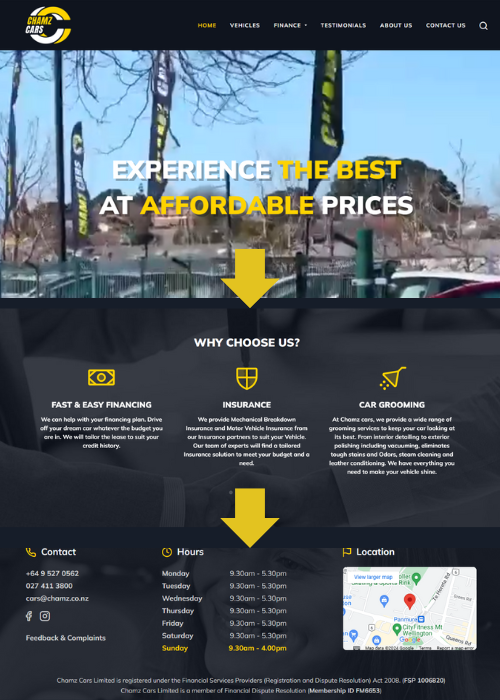 CHAMZ
CARS
HOME VEHICLES FINANCE TESTIMONIALS ABOUT US CONTACT US
CHAMZ CARS
EXPERIENCE THE BEST
AT AFFORDABLE PRICES
WHY CHOOSE US?
FAST & EASY FINANCING
We can help with your financing plan. Drive
off your dream car whatever the budget you
are in. We will tailor the lease to suit your
credit history.
INSURANCE
We provide Mechanical Breakdown
Insurance and Motor Vehicle Insurance from
our Insurance partners to suit your Vehicle.
Our team of experts will find a tailored
Insurance solution to meet your budget and a
need.
CAR GROOMING
At Chamz cars, we provide a wide range of
grooming services to keep your car looking at
its best. From interior detailing to exterior
polishing including vacuuming, eliminates
tough stains and Odors, steam cleaning and
leather conditioning. We have everything you
need to make your vehicle shine.
Contact
+64 9 527 0562
027 411 3800
cars@chamz.co.nz
Feedback & Complaints
Hours
Monday 9.30am - 5.30pm
Tuesday 9.30am - 5.30pm
Wednesday 9.30am - 5.30pm
Thursday 9.30am - 5.30pm
Friday 9.30am - 5.30pm
Saturday 9.30am - 5.30pm
Sunday 9.30am - 4.00pm
Location
View larger map
Rink
Te Horeta Rd
Panmure
CityFitness Mt
Wellington
Queens Rd
Google
Map data ©2024 Google Terms Report a map error
Chamz Cars Limited is registered under the Financial Services Providers (Registration and Dispute Resolution) Act 2008, (FSP 1006820)
Chamz Cars Limited is a member of Financial Dispute Resolution (Membership ID FM6653)